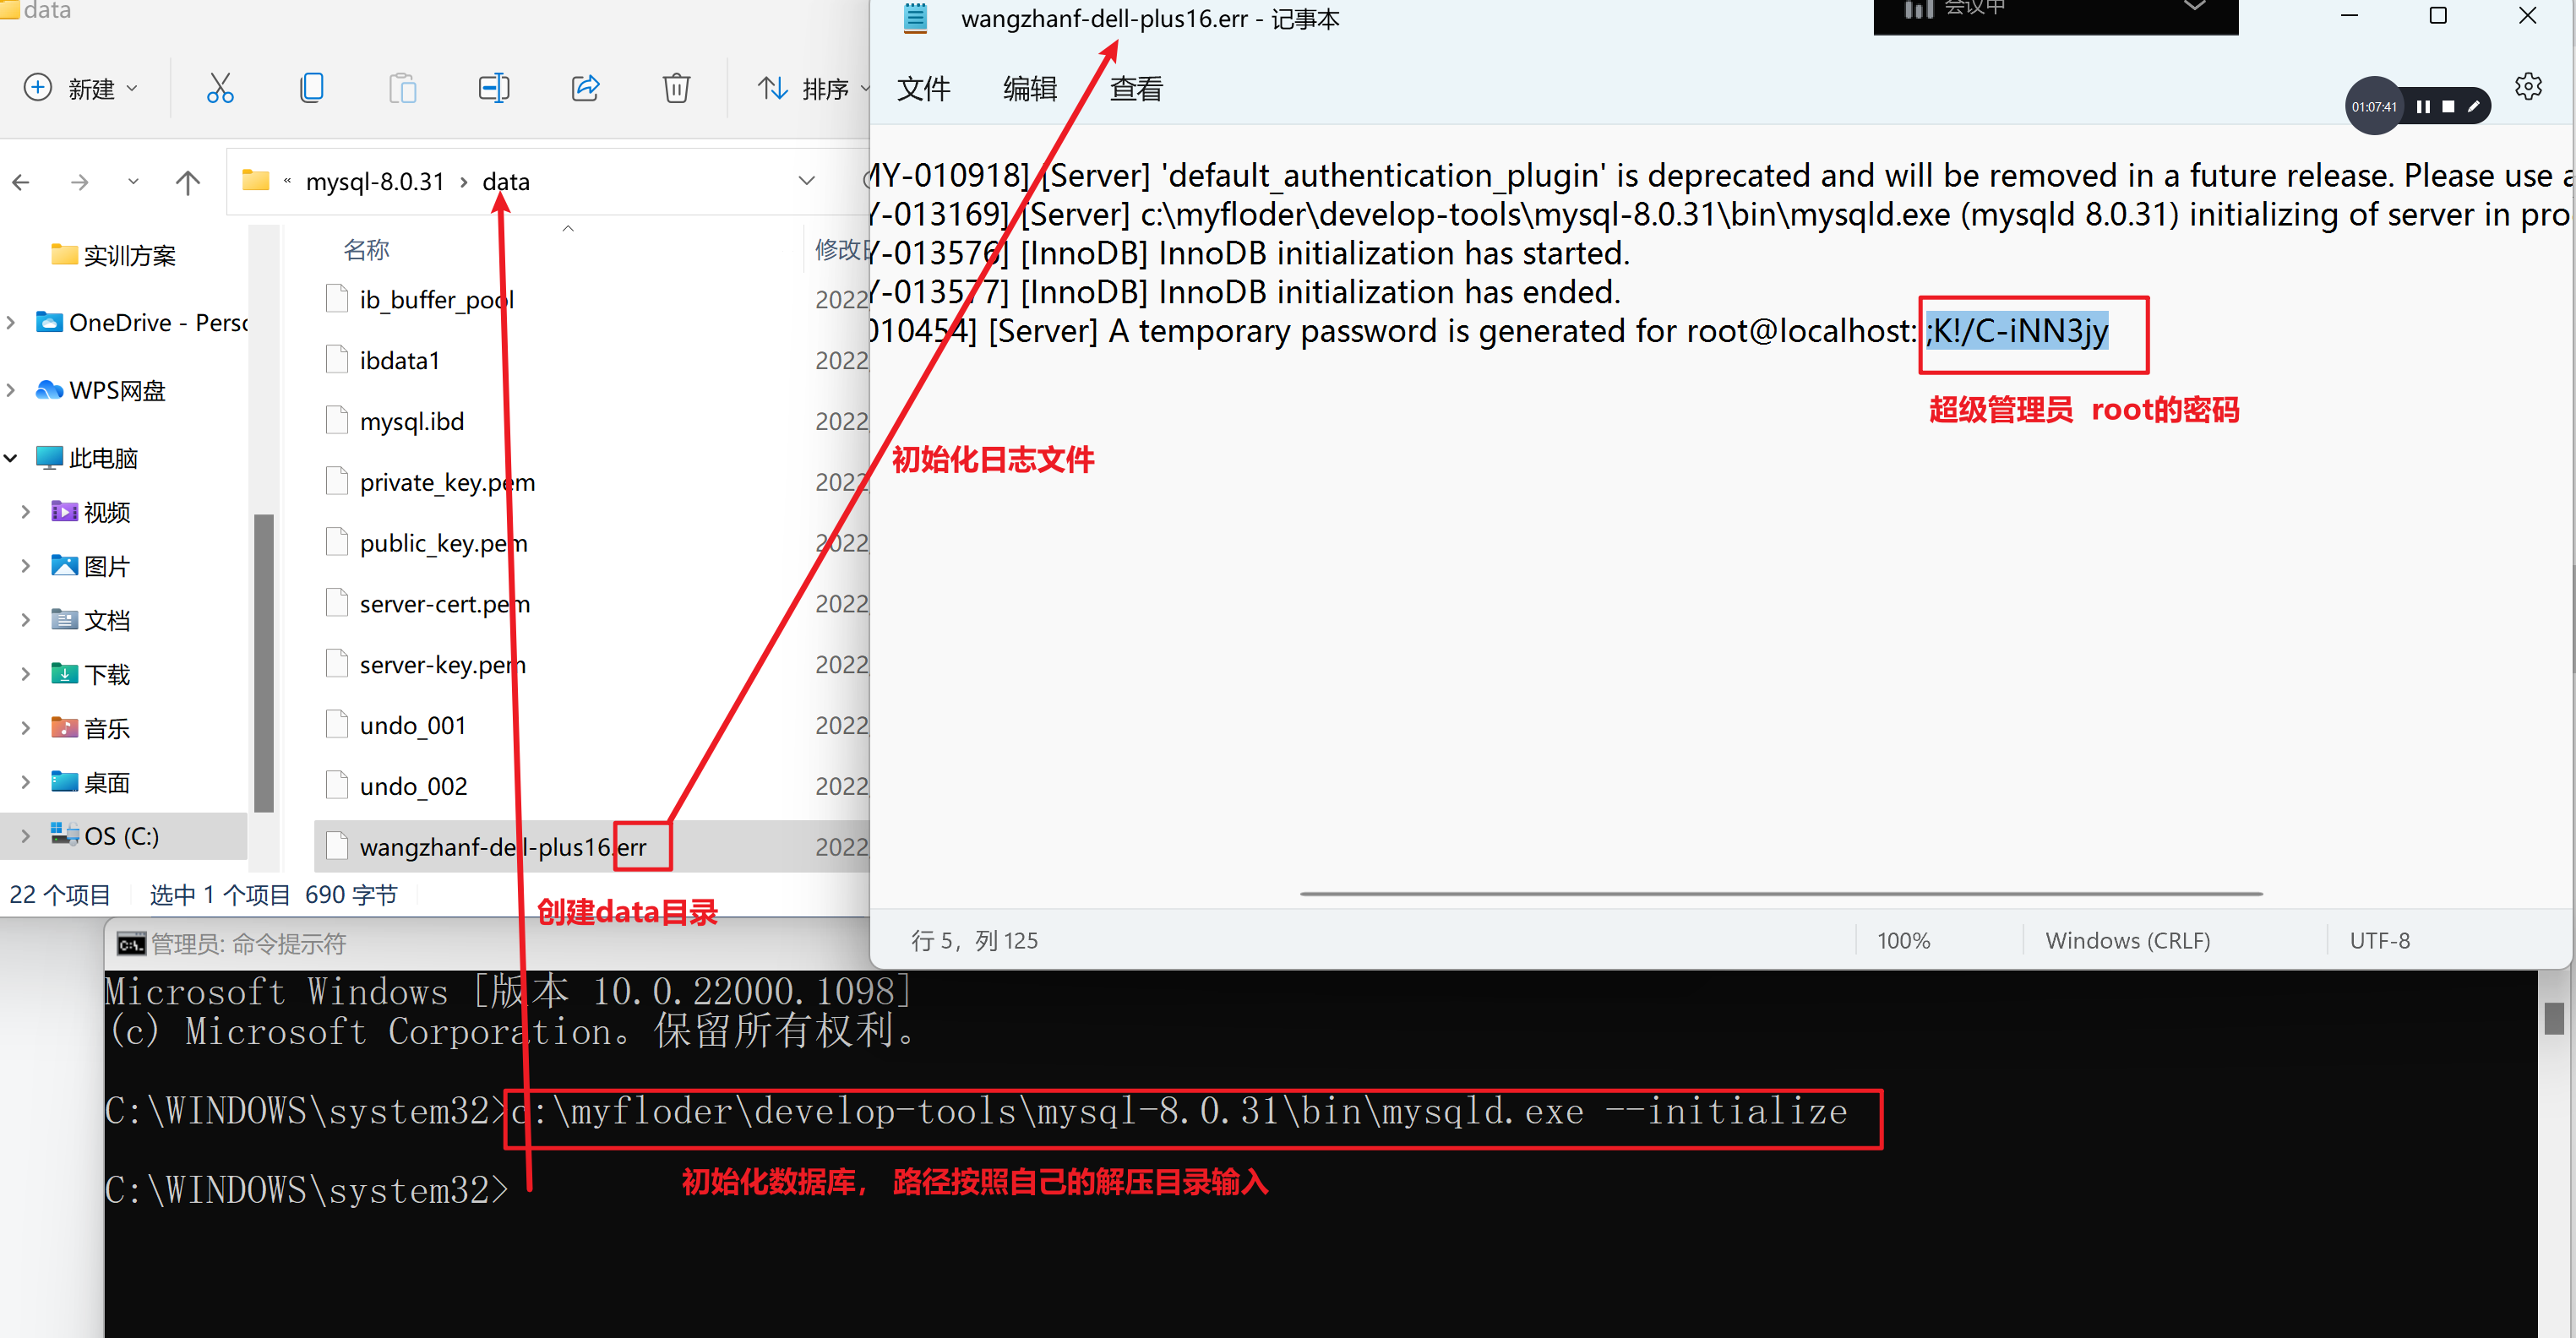 data
新建
排序
mysql-8.0.31 › data
实训方案
OneDrive - Perso
WPS网盘
此电脑
视频
图片
文档
下载
音乐
桌面
OS (C:)
名称
修改日
ib_buffer_pool 2022
ibdata1 2022
mysql.ibd 2022
private_key.pem 2022
public_key.pem 2022
server-cert.pem 2022
server-key.pem 2022
undo_001 2022
undo_002 2022
wangzhanf-dell-plus16.err 2022
22 个项目 选中 1 个项目 690 字节
创建data目录
wangzhanf-dell-plus16.err - 记事本
会议中
文件 编辑 查看
01:07:41
MY-010918] [Server] 'default_authentication_plugin' is deprecated and will be removed in a future release. Please use a
Y-013169] [Server] c:\myfloder\develop-tools\mysql-8.0.31\bin\mysqld.exe (mysqld 8.0.31) initializing of server in pro
Y-013576] [InnoDB] InnoDB initialization has started.
Y-013577] [InnoDB] InnoDB initialization has ended.
010454] [Server] A temporary password is generated for root@localhost: ;K!/C-iNN3jy
超级管理员 root的密码
初始化日志文件
行 5，列 125 100% Windows (CRLF) UTF-8
管理员: 命令提示符
Microsoft Windows [版本 10.0.22000.1098]
(c) Microsoft Corporation。保留所有权利。
C:\WINDOWS\system32>c:\myfloder\develop-tools\mysql-8.0.31\bin\mysqld.exe --initialize
C:\WINDOWS\system32>
初始化数据库， 路径按照自己的解压目录输入